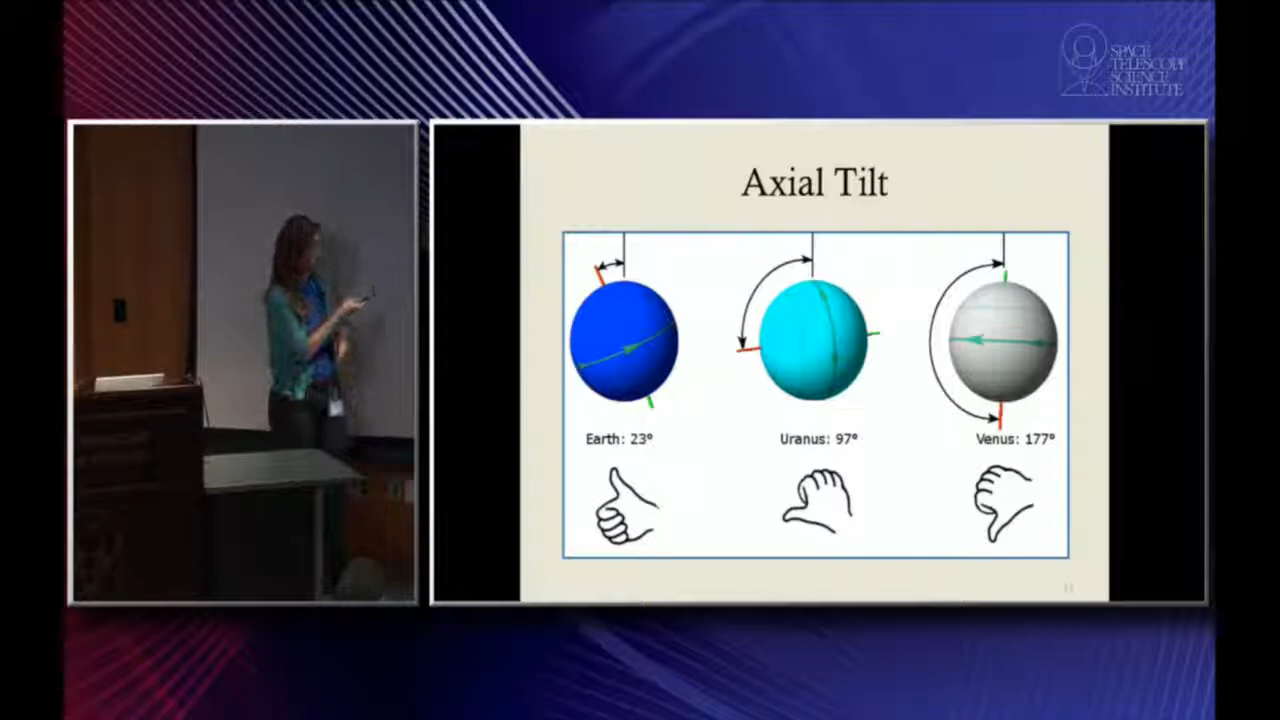 SPACE
TELESCOPE
SCIENCE
INSTITUTE
Axial Tilt
Earth: 23°
Uranus: 97°
Venus: 177°